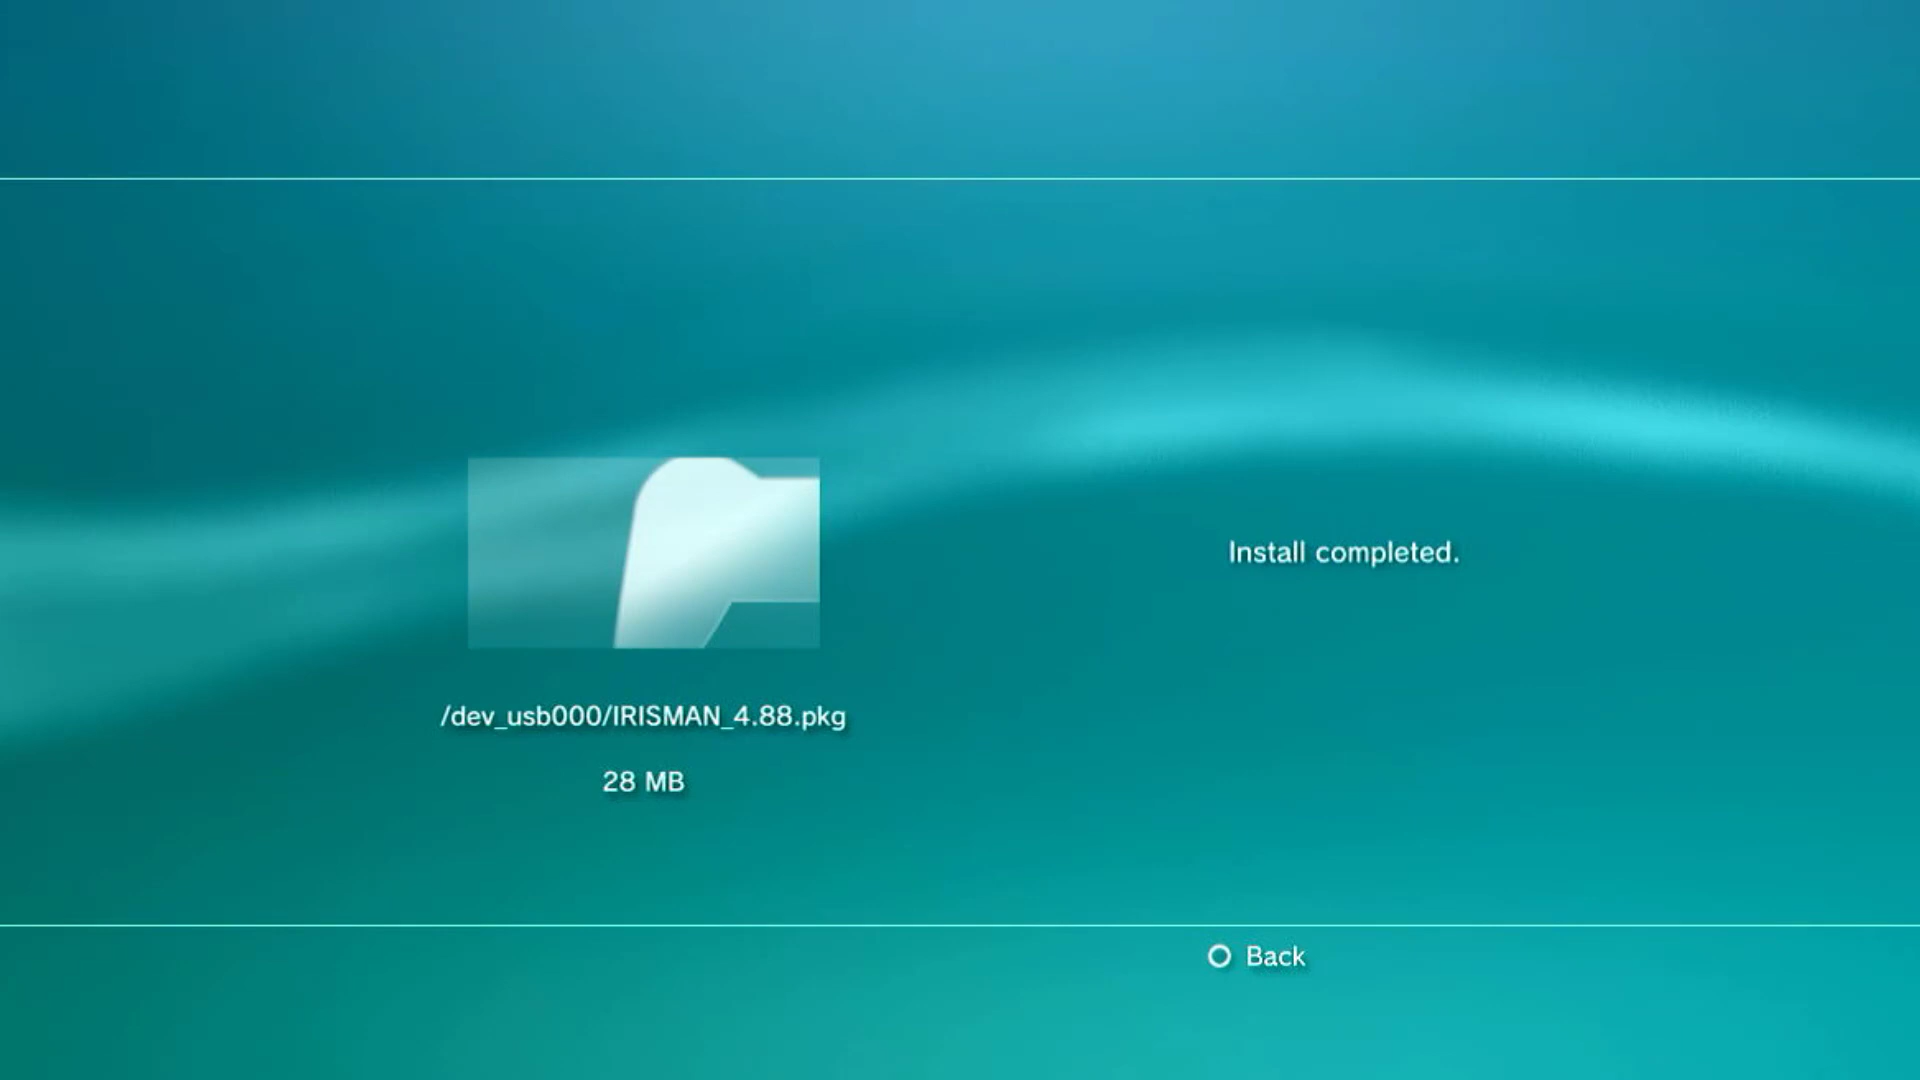 Install completed.
/dev_usb000/IRISMAN_4.88.pkg
28 MB
Back